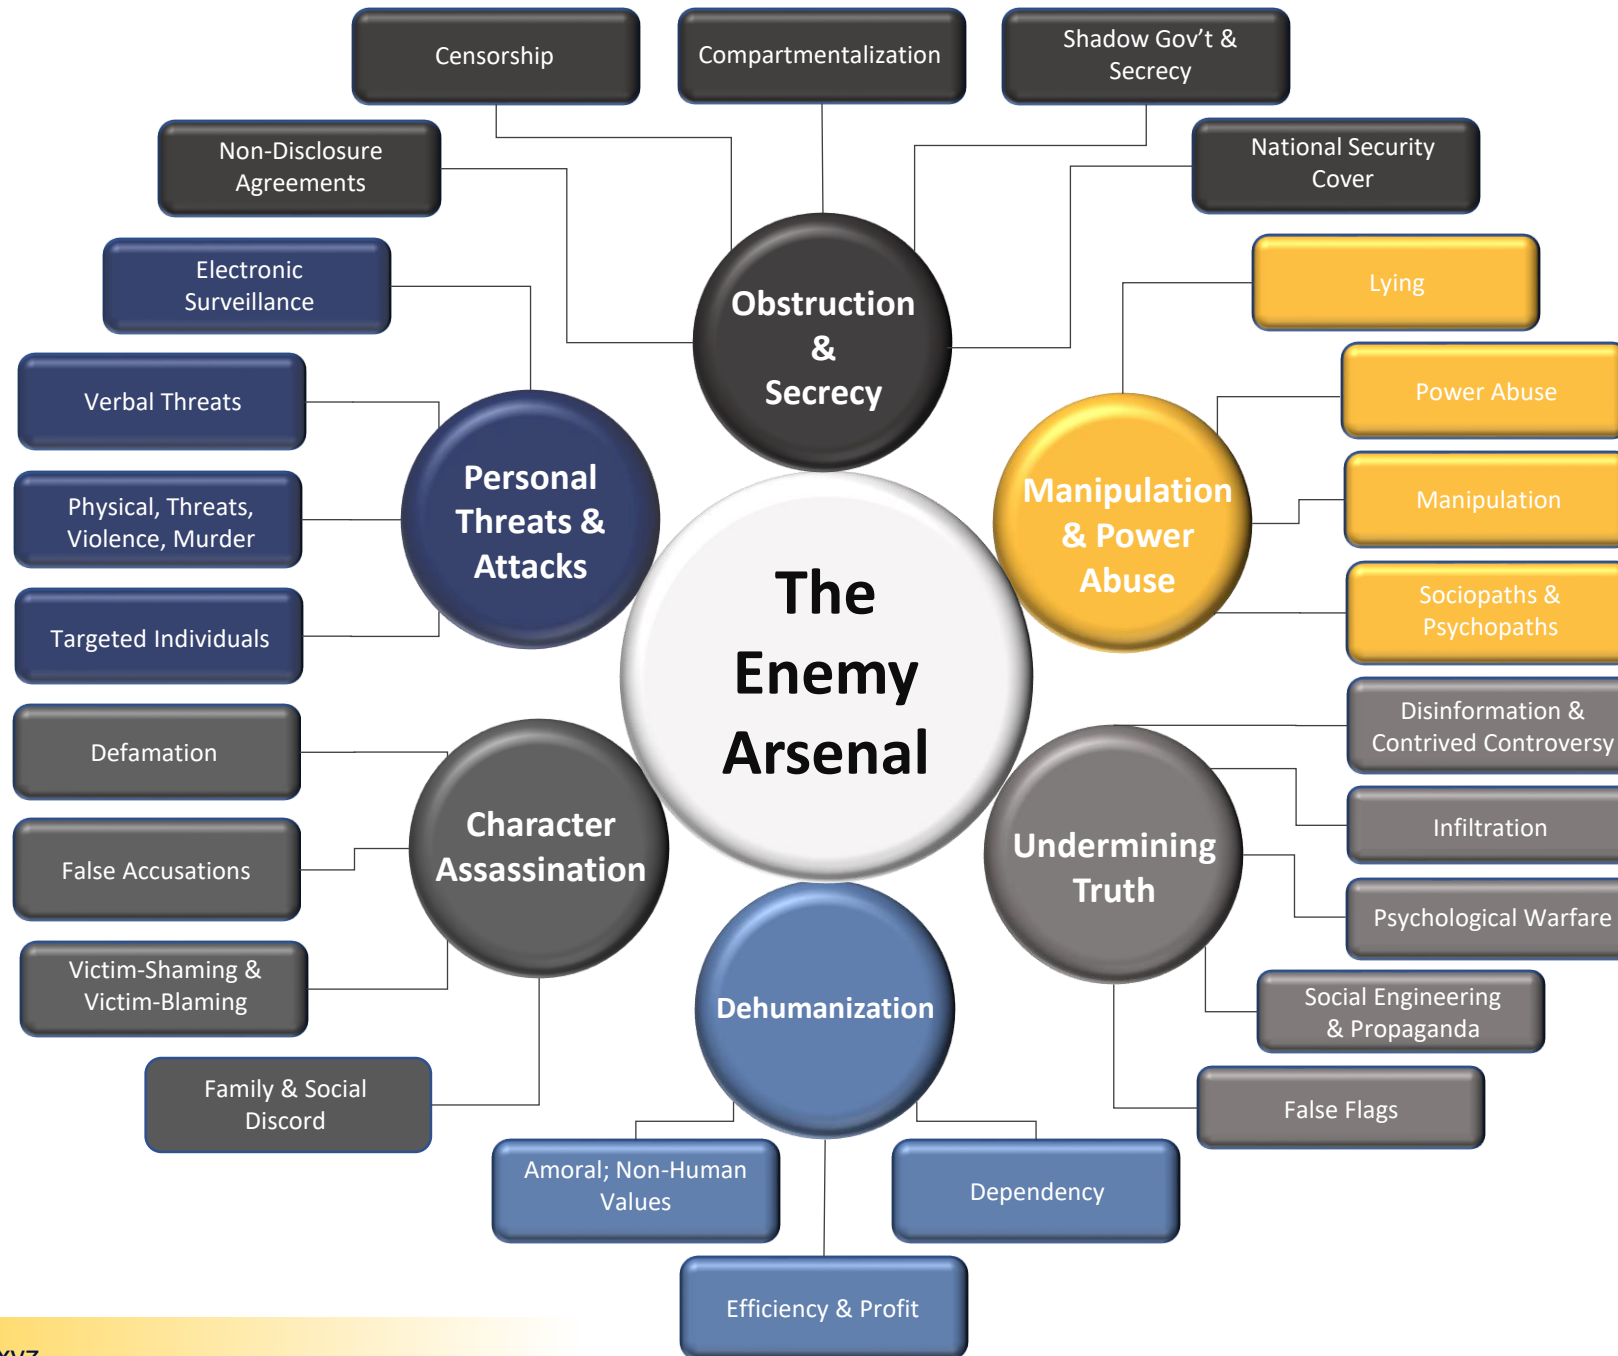 Censorship
Compartmentalization
Shadow Gov’t &
Secrecy
Non-Disclosure
Agreements
National Security
Cover
Electronic
Surveillance
Lying
Obstruction
&
Secrecy
Verbal Threats
Power Abuse
Personal
Threats &
Attacks
Manipulation
& Power
Abuse
Physical, Threats,
Violence, Murder
Manipulation
Targeted Individuals
Sociopaths &
Psychopaths
The
Enemy
Arsenal
Defamation
Disinformation &
Contrived Controversy
Character
Assassination
Undermining
Truth
False Accusations
Infiltration
Psychological Warfare
Victim-Shaming &
Victim-Blaming
Dehumanization
Social Engineering
& Propaganda
Family & Social
Discord
False Flags
Amoral; Non-Human
Values
Dependency
Efficiency & Profit